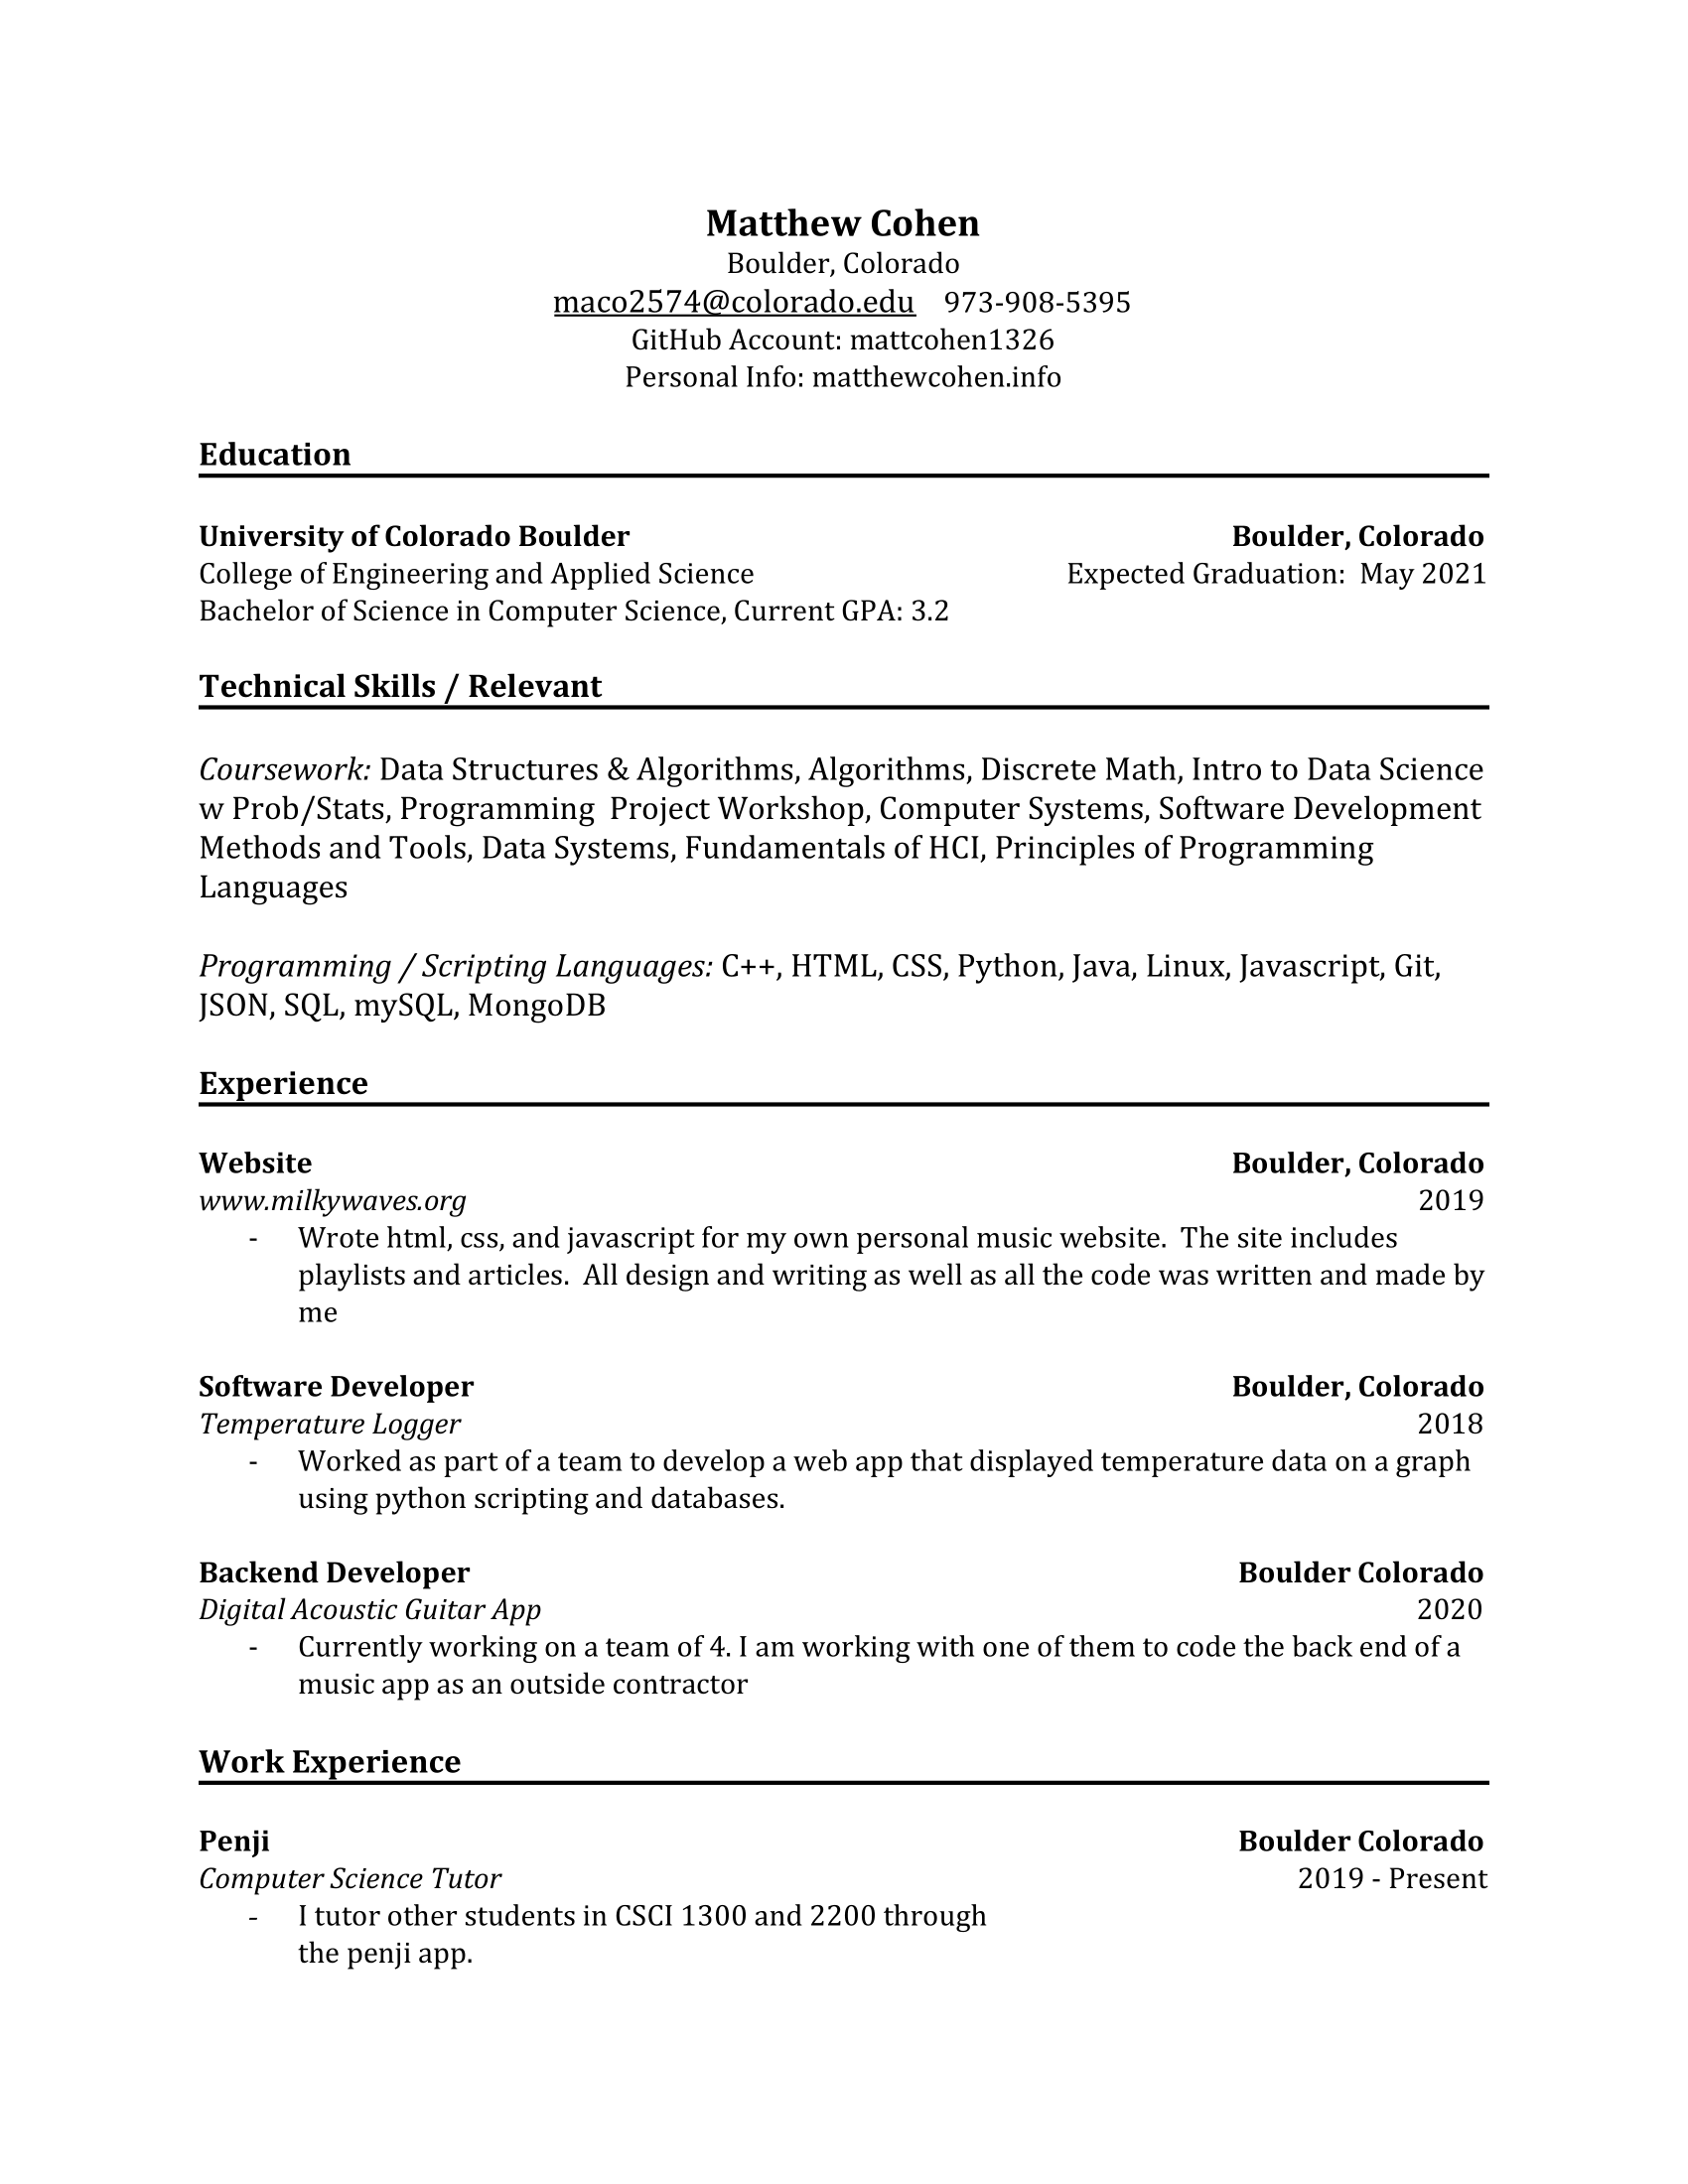 Matthew Cohen
Boulder, Colorado
maco2574@colorado.edu    973-908-5395
GitHub Account: mattcohen1326
Personal Info: matthewcohen.info
Education
University of Colorado Boulder    Boulder, Colorado
College of Engineering and Applied Science    Expected Graduation:  May 2021
Bachelor of Science in Computer Science, Current GPA: 3.2
Technical Skills / Relevant
Coursework: Data Structures & Algorithms, Algorithms, Discrete Math, Intro to Data Science
w Prob/Stats, Programming  Project Workshop, Computer Systems, Software Development
Methods and Tools, Data Systems, Fundamentals of HCI, Principles of Programming
Languages
Programming / Scripting Languages: C++, HTML, CSS, Python, Java, Linux, Javascript, Git,
JSON, SQL, mySQL, MongoDB
Experience
Website    Boulder, Colorado
www.milkywaves.org    2019
- Wrote html, css, and javascript for my own personal music website.  The site includes
playlists and articles.  All design and writing as well as all the code was written and made by
me
Software Developer    Boulder, Colorado
Temperature Logger    2018
- Worked as part of a team to develop a web app that displayed temperature data on a graph
using python scripting and databases.
Backend Developer    Boulder Colorado
Digital Acoustic Guitar App    2020
- Currently working on a team of 4. I am working with one of them to code the back end of a
music app as an outside contractor
Work Experience
Penji    Boulder Colorado
Computer Science Tutor    2019 - Present
- I tutor other students in CSCI 1300 and 2200 through
the penji app.